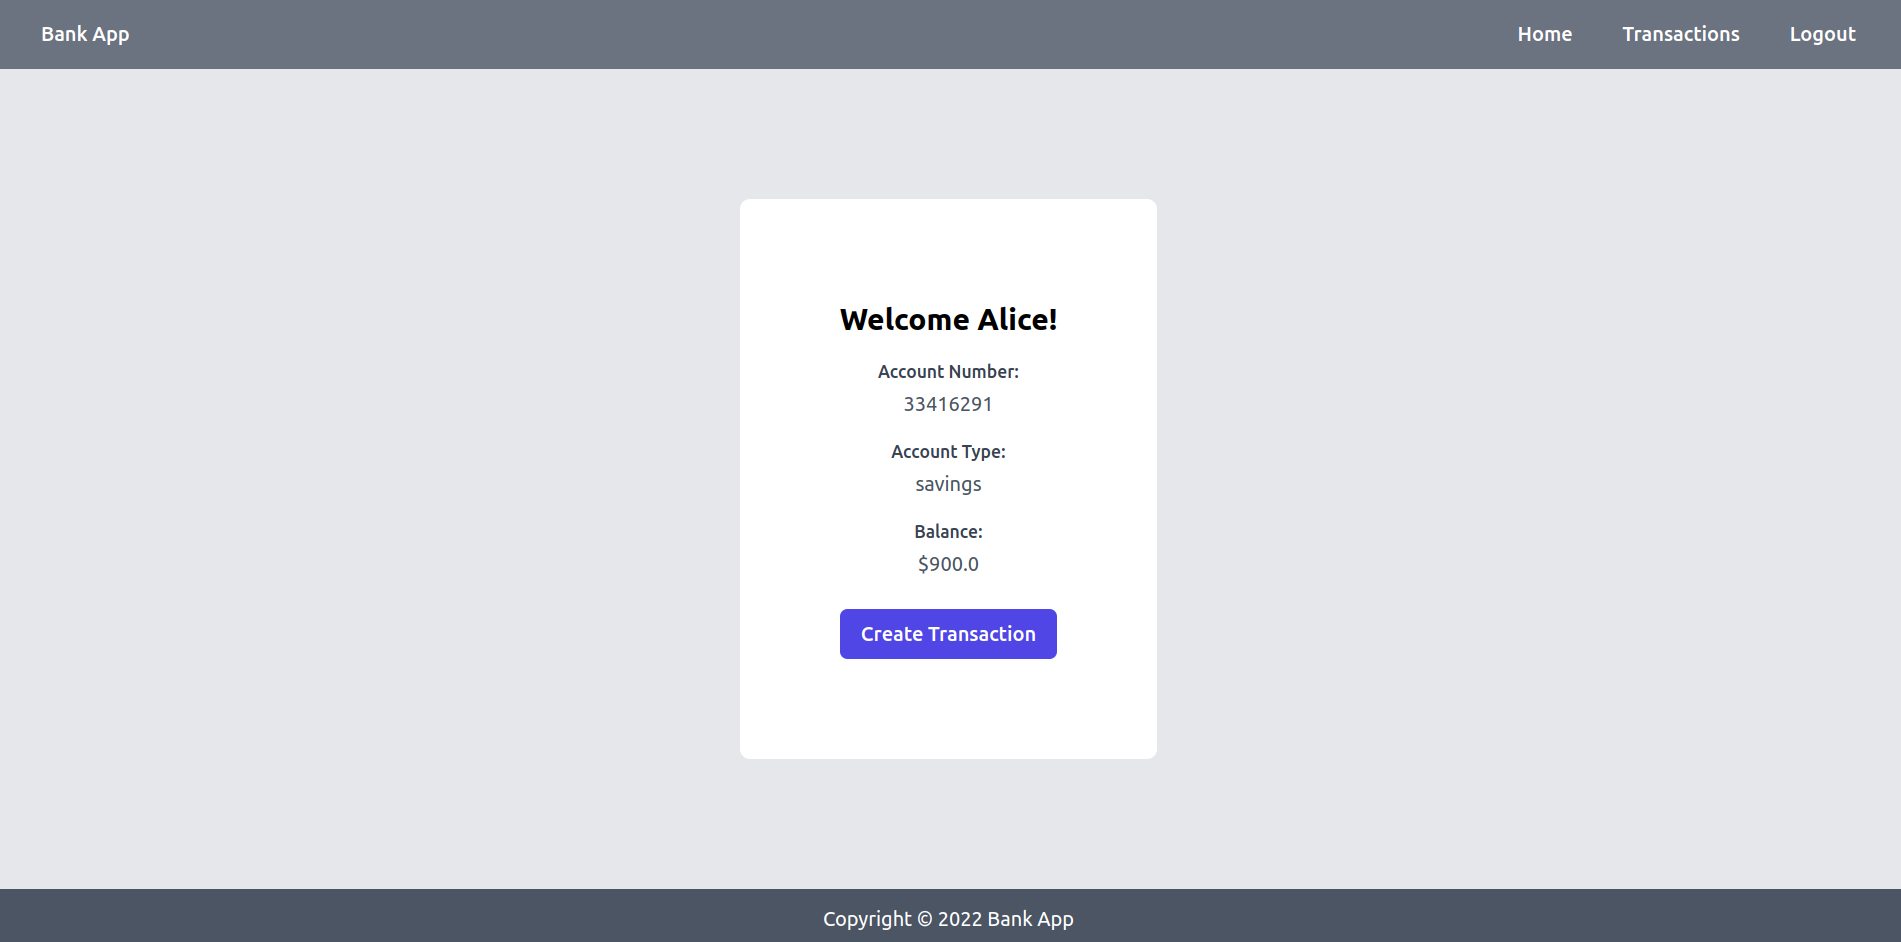 Bank App
Home Transactions Logout
Welcome Alice!
Account Number:
33416291
Account Type:
savings
Balance:
$900.0
Create Transaction
Copyright © 2022 Bank App